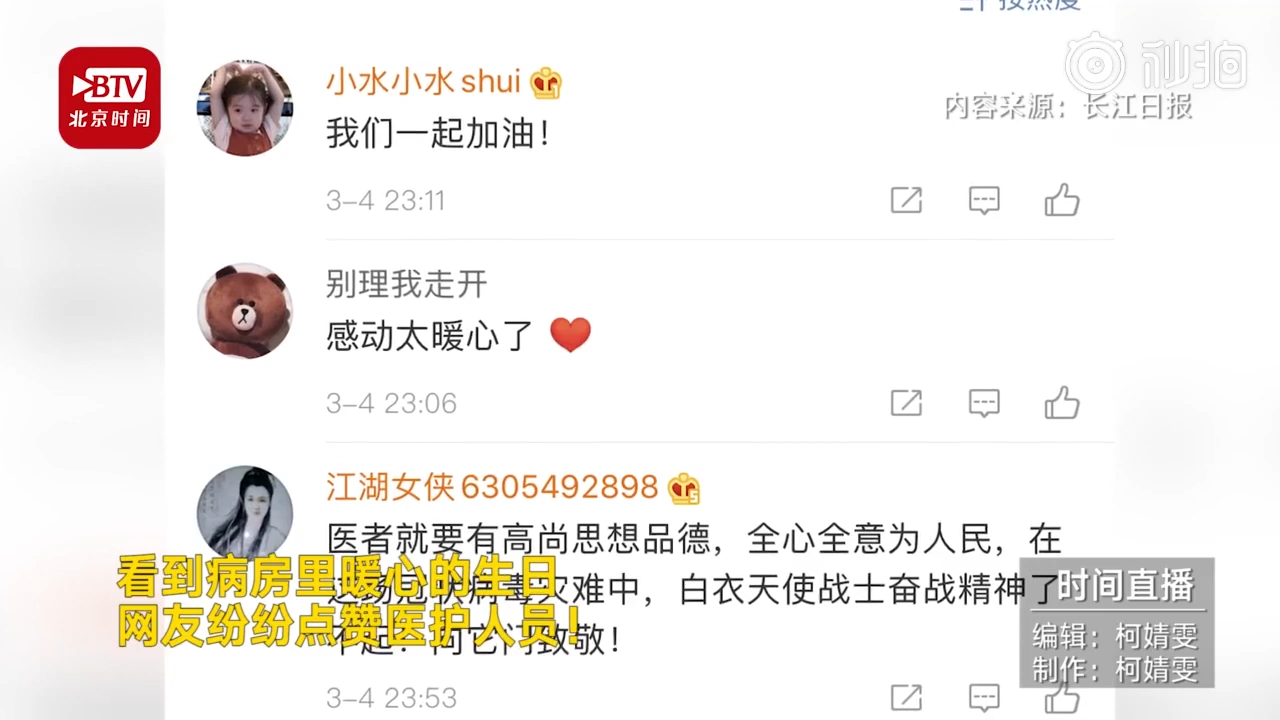 按热度
BTV
北京时间
秒拍
内容来源：长江日报
小水小水shui
我们一起加油！
3-4 23:11
别理我走开
感动太暖心了
3-4 23:06
江湖女侠6305492898
医者就要有高尚思想品德，全心全意为人民，在
灾难中，白衣天使战士奋战精神了
致敬！
3-4 23:53
看到病房里暖心的生日
网友纷纷点赞医护人员！
时间直播
编辑：柯婧雯
制作：柯婧雯